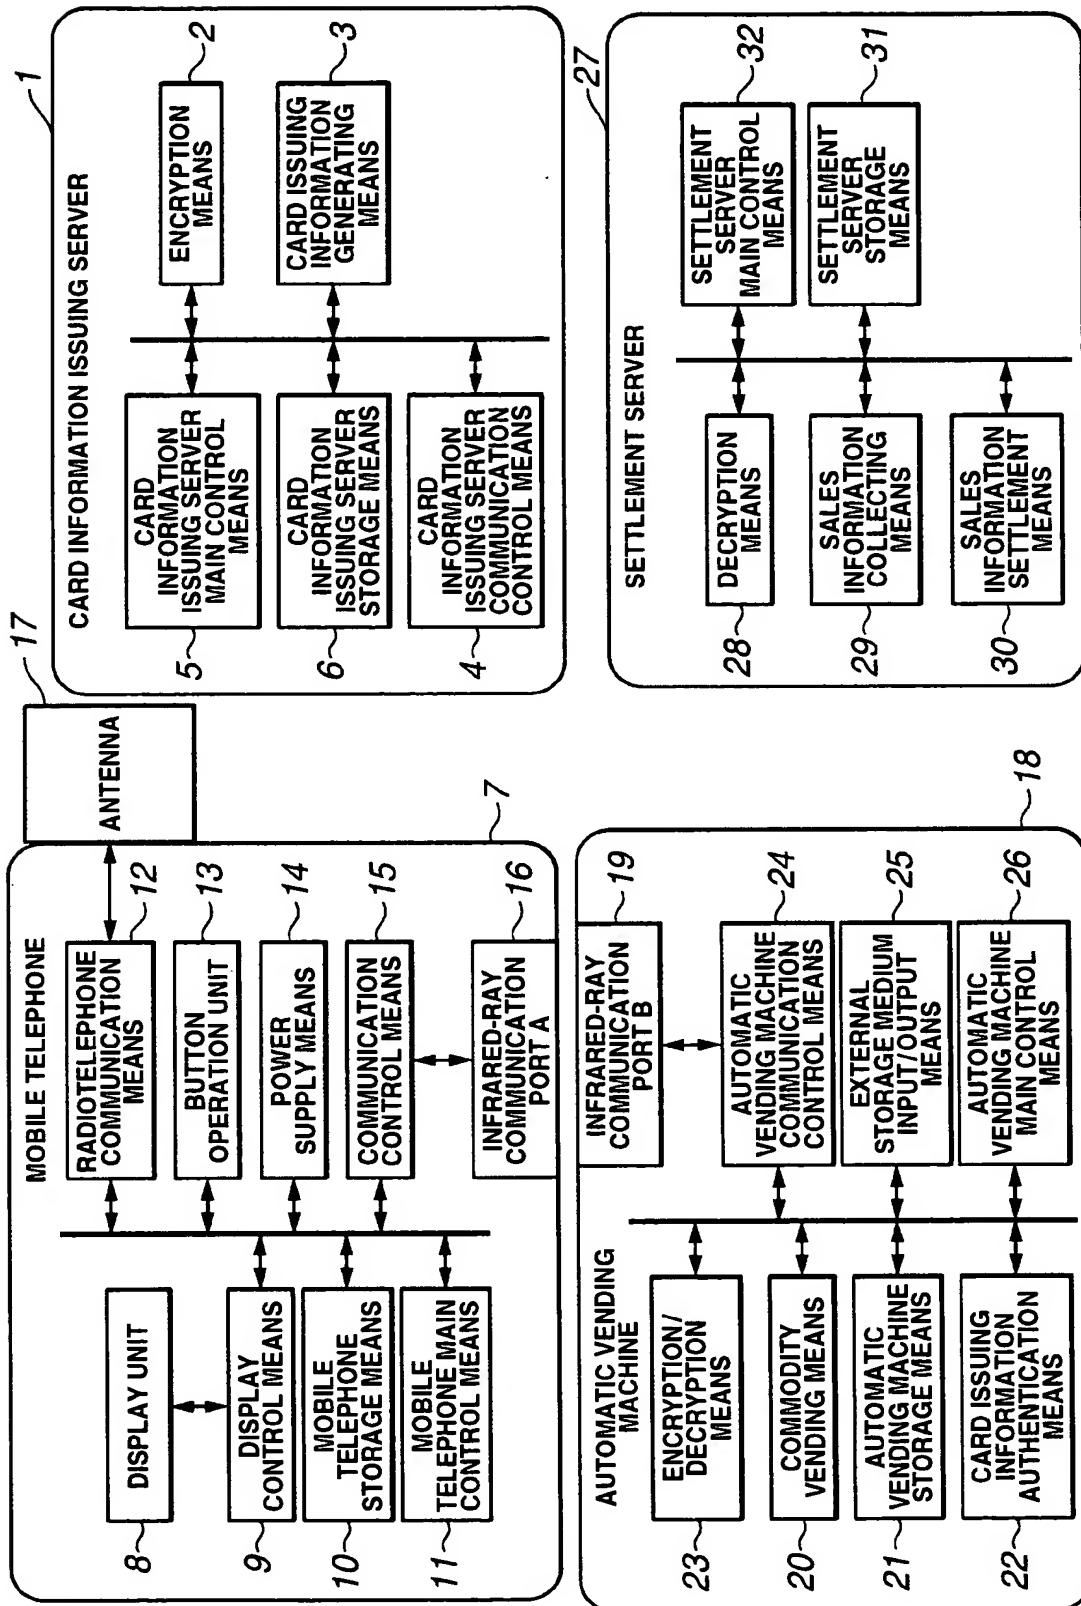 MOBILE TELEPHONE
7
DISPLAY UNIT
8
DISPLAY
CONTROL MEANS
9
MOBILE
TELEPHONE
STORAGE MEANS
10
MOBILE
TELEPHONE MAIN
CONTROL MEANS
11
RADIOTELEPHONE
COMMUNICATION
MEANS
12
BUTTON
OPERATION UNIT
13
POWER
SUPPLY MEANS
14
COMMUNICATION
CONTROL MEANS
15
INFRARED-RAY
COMMUNICATION
PORT A
16
ANTENNA
17
CARD INFORMATION ISSUING SERVER
1
CARD
INFORMATION
ISSUING SERVER
MAIN CONTROL
MEANS
5
CARD
INFORMATION
ISSUING SERVER
STORAGE MEANS
6
CARD
INFORMATION
ISSUING SERVER
COMMUNICATION
CONTROL MEANS
4
ENCRYPTION
MEANS
2
CARD ISSUING
INFORMATION
GENERATING
MEANS
3
AUTOMATIC VENDING
MACHINE
18
INFRARED-RAY
COMMUNICATION
PORT B
19
ENCRYPTION/
DECRYPTION
MEANS
23
COMMODITY
VENDING MEANS
20
AUTOMATIC
VENDING MACHINE
STORAGE MEANS
21
CARD ISSUING
INFORMATION
AUTHENTICATION
MEANS
22
AUTOMATIC
VENDING MACHINE
COMMUNICATION
CONTROL MEANS
24
EXTERNAL
STORAGE MEDIUM
INPUT/OUTPUT
MEANS
25
AUTOMATIC
VENDING MACHINE
MAIN CONTROL
MEANS
26
SETTLEMENT SERVER
27
DECRYPTION
MEANS
28
SALES
INFORMATION
COLLECTING
MEANS
29
SALES
INFORMATION
SETTLEMENT
MEANS
30
SETTLEMENT
SERVER
MAIN CONTROL
MEANS
32
SETTLEMENT
SERVER
STORAGE
MEANS
31